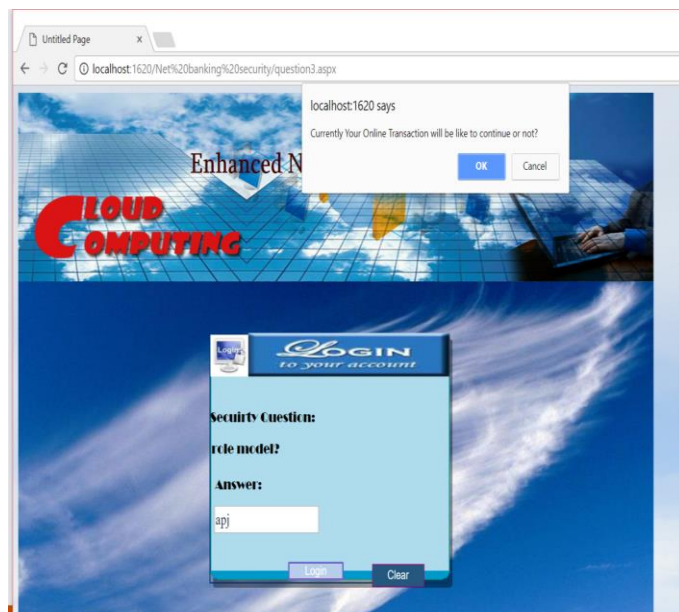 Untitled Page
localhost:1620/Net%20banking%20security/question3.aspx
localhost:1620 says
Currently Your Online Transaction will be like to continue or not?
OK Cancel
Enhanced N
CLOUD
COMPUTING
Login
LOGIN
to your account
Secuirty Question:
role model?
Answer:
apj
Login
Clear